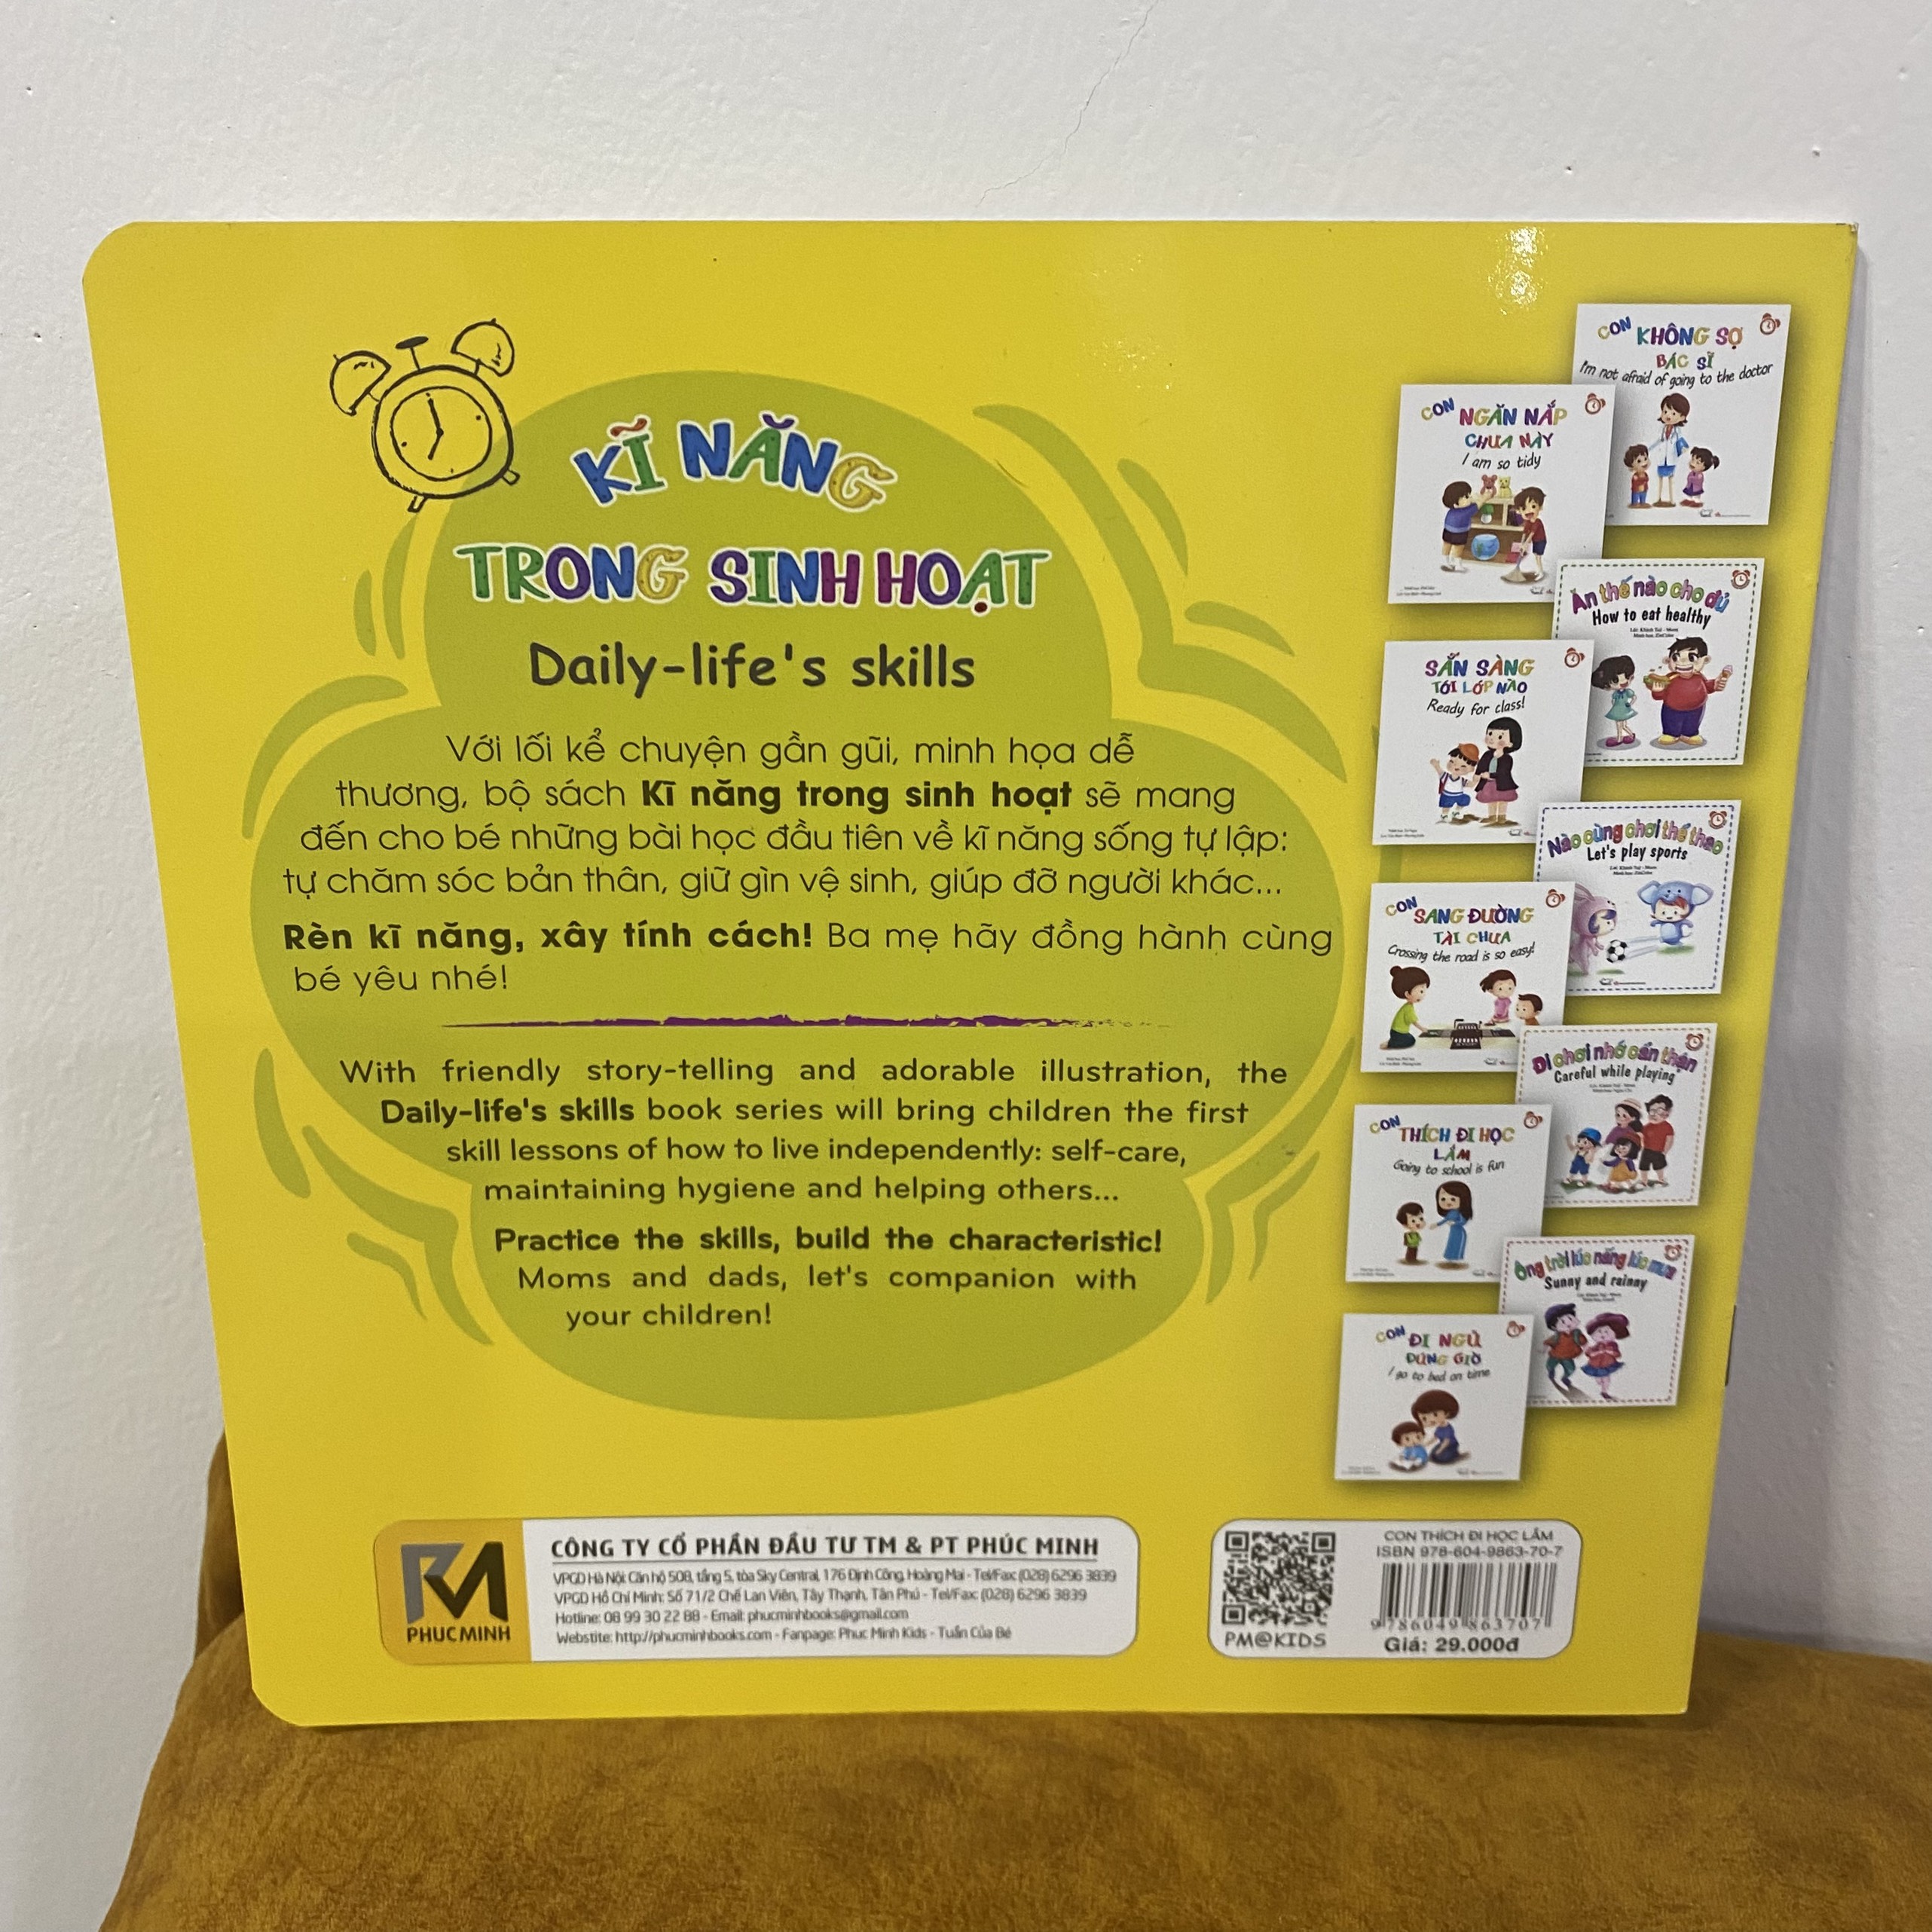 KĨ NĂNG
TRONG SINH HOẠT
Daily-life's skills
Với lối kể chuyện gần gũi, minh họa dễ
thương, bộ sách Kĩ năng trong sinh hoạt sẽ mang
đến cho bé những bài học đầu tiên về kĩ năng sống tự lập:
tự chăm sóc bản thân, giữ gìn vệ sinh, giúp đỡ người khác...
Rèn kĩ năng, xây tính cách! Ba mẹ hãy đồng hành cùng
bé yêu nhé!
With friendly story-telling and adorable illustration, the
Daily-life's skills book series will bring children the first
skill lessons of how to live independently: self-care,
maintaining hygiene and helping others...
Practice the skills, build the characteristic!
Moms and dads, let's companion with
your children!
CON KHÔNG SỢ
BÁC SĨ
I'm not afraid of going to the doctor
CON NGĂN NẮP
CHƯA NÀY
I am so tidy
Ăn thế nào cho đủ
How to eat healthy
SẴN SÀNG
TỚI LỚP NÀO
Ready for class!
Nào cùng chơi thể thao
Let's play sports
CON SANG ĐƯỜNG
TÀI CHƯA
Crossing the road is so easy!
Đi chơi nhớ cẩn thận
Careful while playing
CON THÍCH ĐI HỌC
LẮM
Going to school is fun
Ông trời lúc nắng lúc mưa
Sunny and rainny
CON ĐI NGỦ
ĐÚNG GIỜ
I go to bed on time
PHUCMINH
CÔNG TY CỔ PHẦN ĐẦU TƯ TM & PT PHÚC MINH
VPGD Hà Nội: Căn hộ 508, tầng 5, tòa Sky Central, 176 Định Công, Hoàng Mai - Tel/Fax: (028) 6296 3839
VPGD Hồ Chí Minh: Số 71/2 Chế Lan Viên, Tây Thạnh, Tân Phú - Tel/Fax: (028) 6296 3839
Hotline: 08 99 30 22 88 - Email: phucminhbooks@gmail.com
Webstite: http://phucminhbooks.com - Fanpage: Phuc Minh Kids - Tuần Của Bé
PM@KIDS
CON THÍCH ĐI HỌC LẮM
ISBN 978-604-9863-70-7
9 786049 863707
Giá: 29.000đ